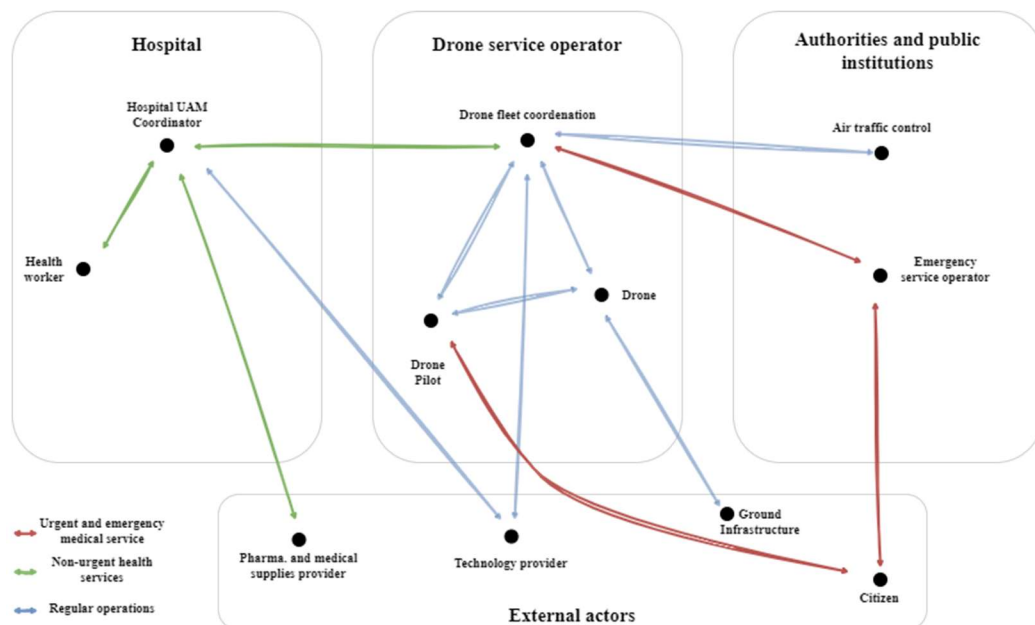 Hospital
Drone service operator
Authorities and public
institutions
Hospital UAM
Coordinator
Drone fleet coordenation
Air traffic control
Health
worker
Emergency
service operator
Drone
Drone
Pilot
Urgent and emergency
medical service
Non-urgent health
services
Regular operations
Pharma. and medical
supplies provider
Technology provider
Ground
Infrastructure
Citizen
External actors